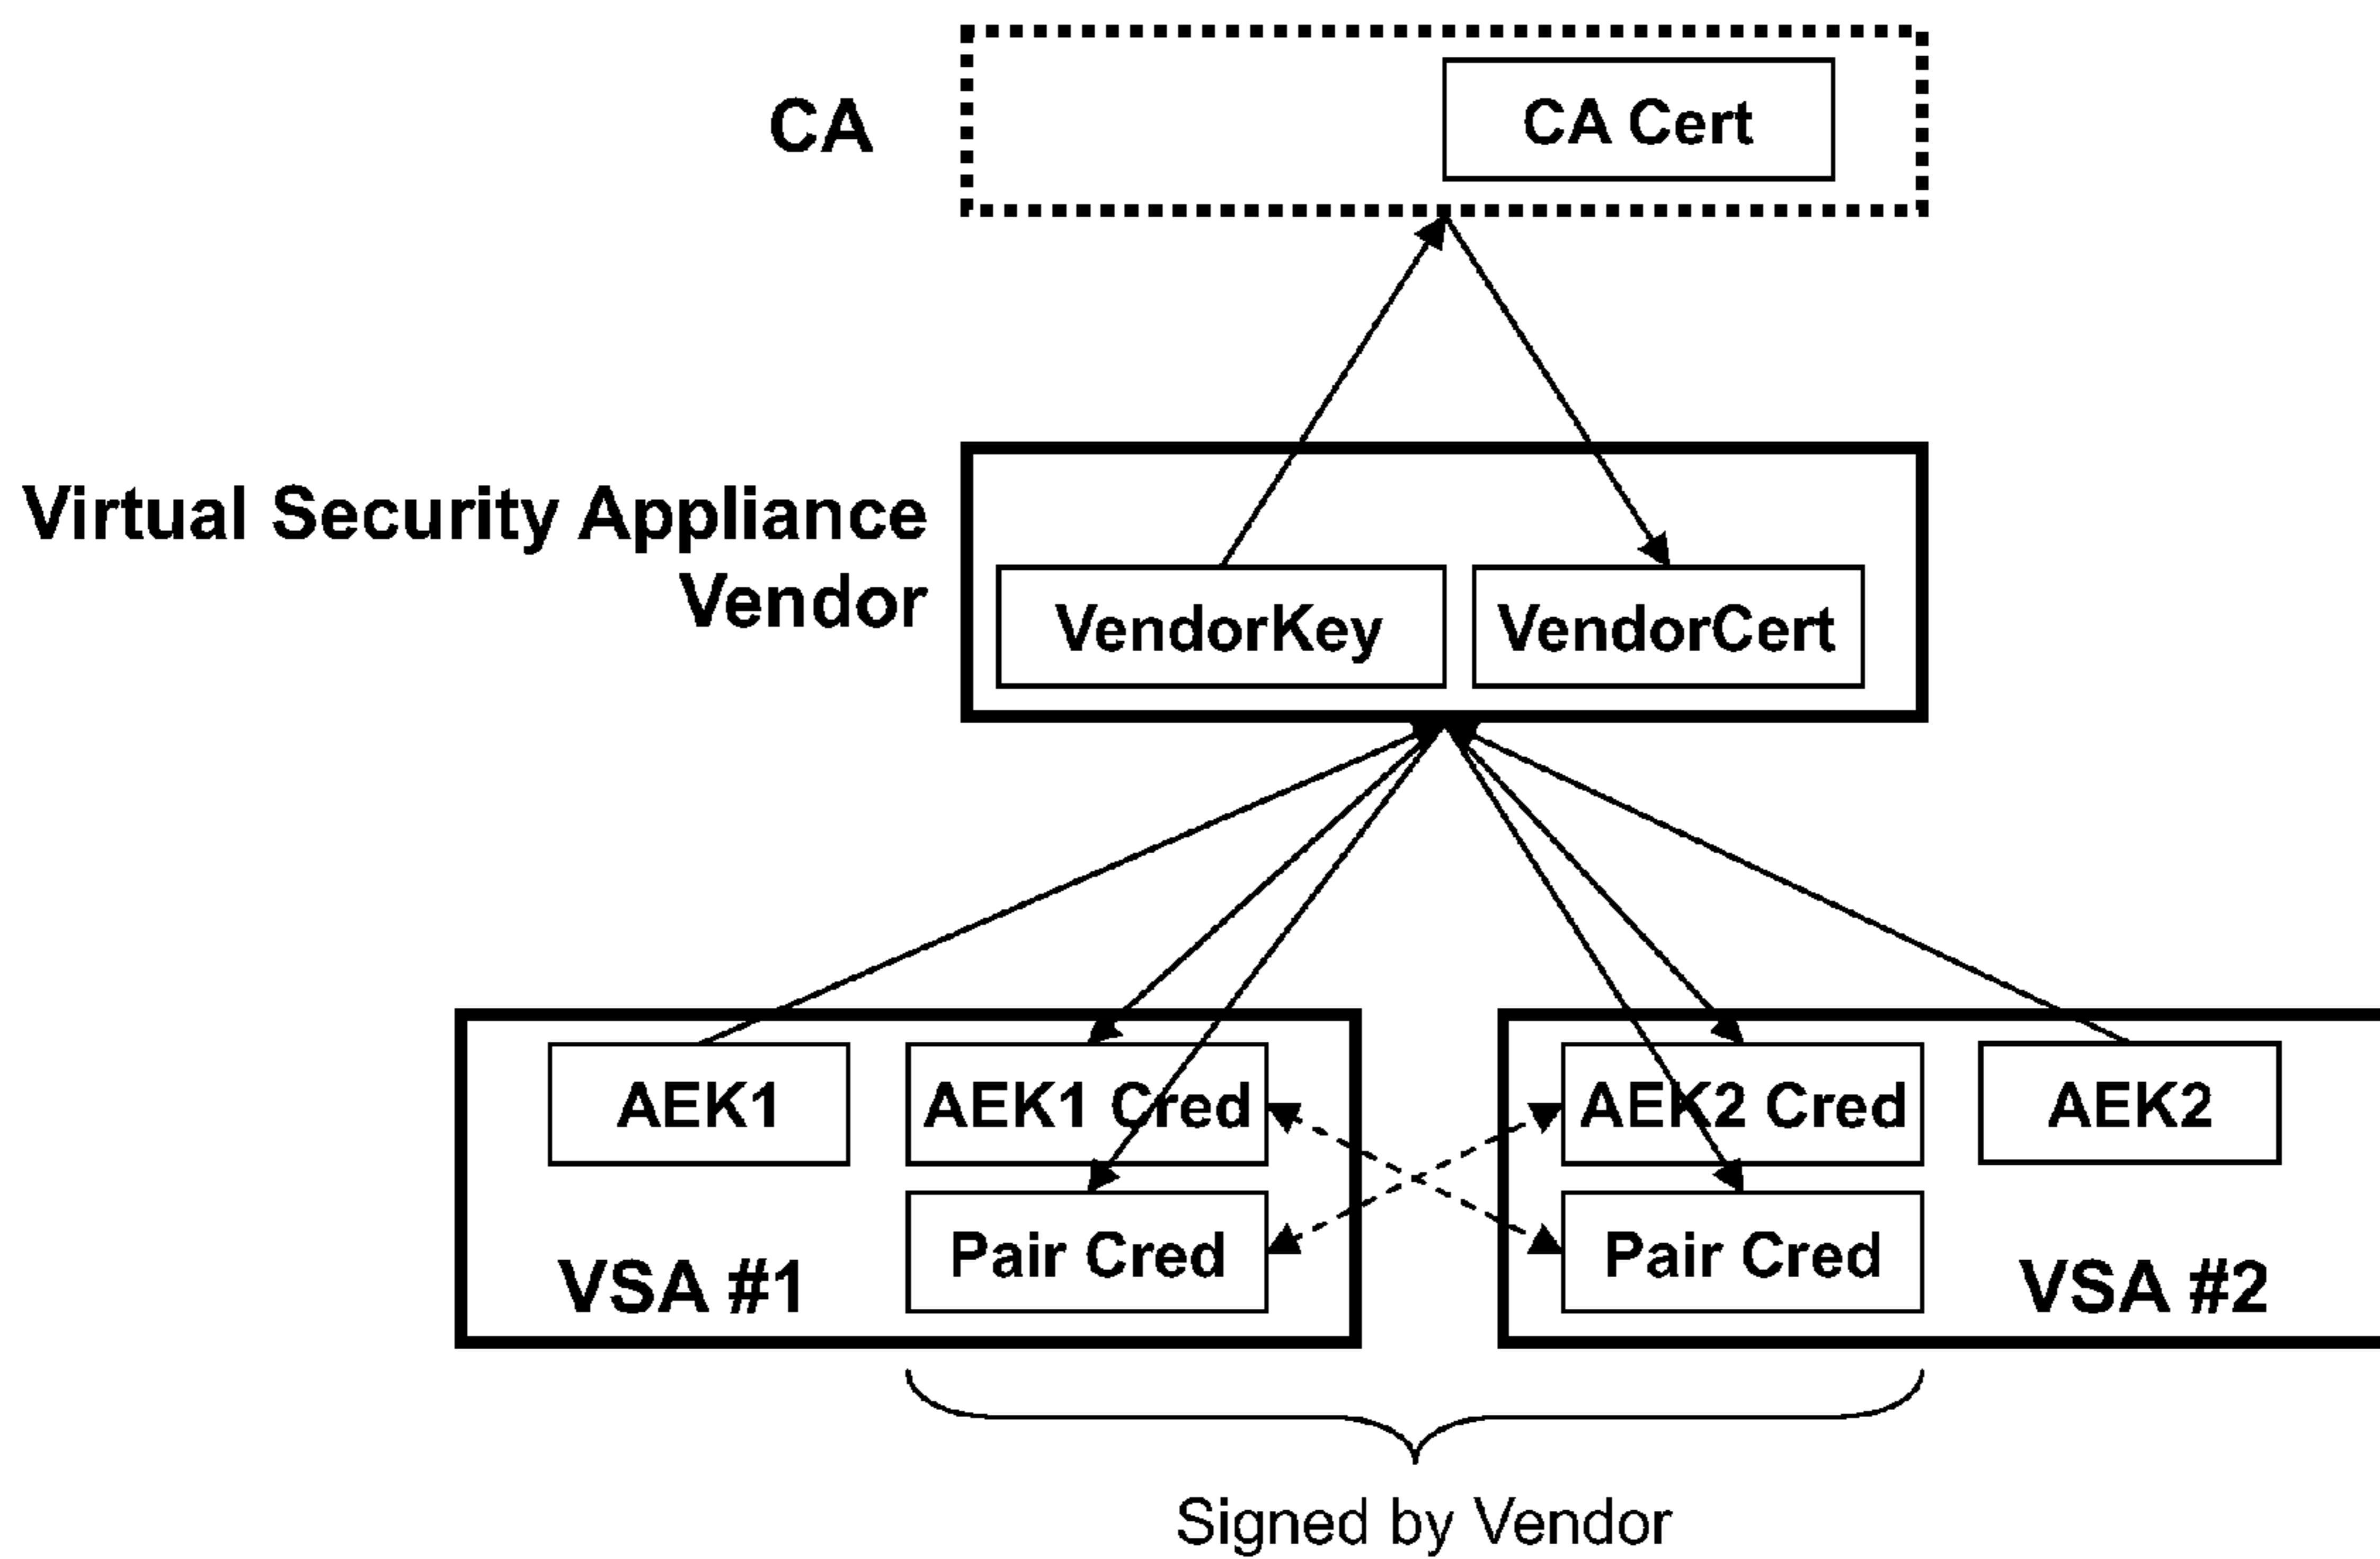 CA
CA Cert
Virtual Security Appliance
Vendor
VendorKey
VendorCert
AEK1
AEK1 Cred
AEK2 Cred
AEK2
Pair Cred
Pair Cred
VSA #1
VSA #2
Signed by Vendor